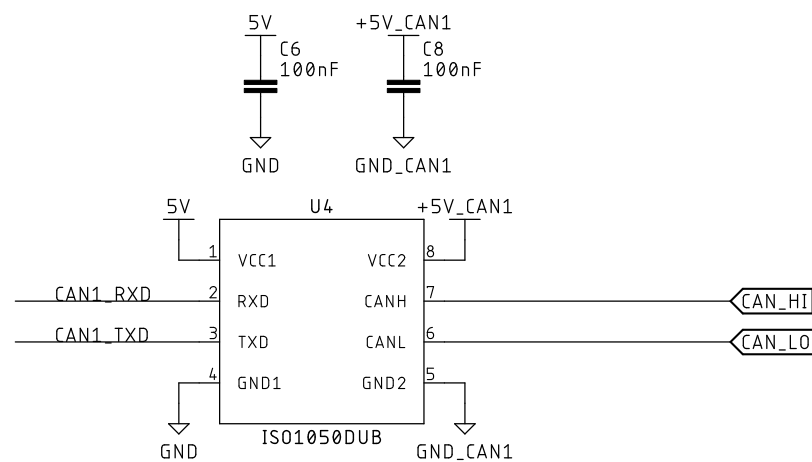 5V
C6
100nF
GND
+5V_CAN1
C8
100nF
GND_CAN1
5V
U4
+5V_CAN1
1
VCC1
VCC2
8
CAN1_RXD
2
RXD
CANH
7
CAN_HI
CAN1_TXD
3
TXD
CANL
6
CAN_LO
4
GND1
GND2
5
GND
ISO1050DUB
GND_CAN1